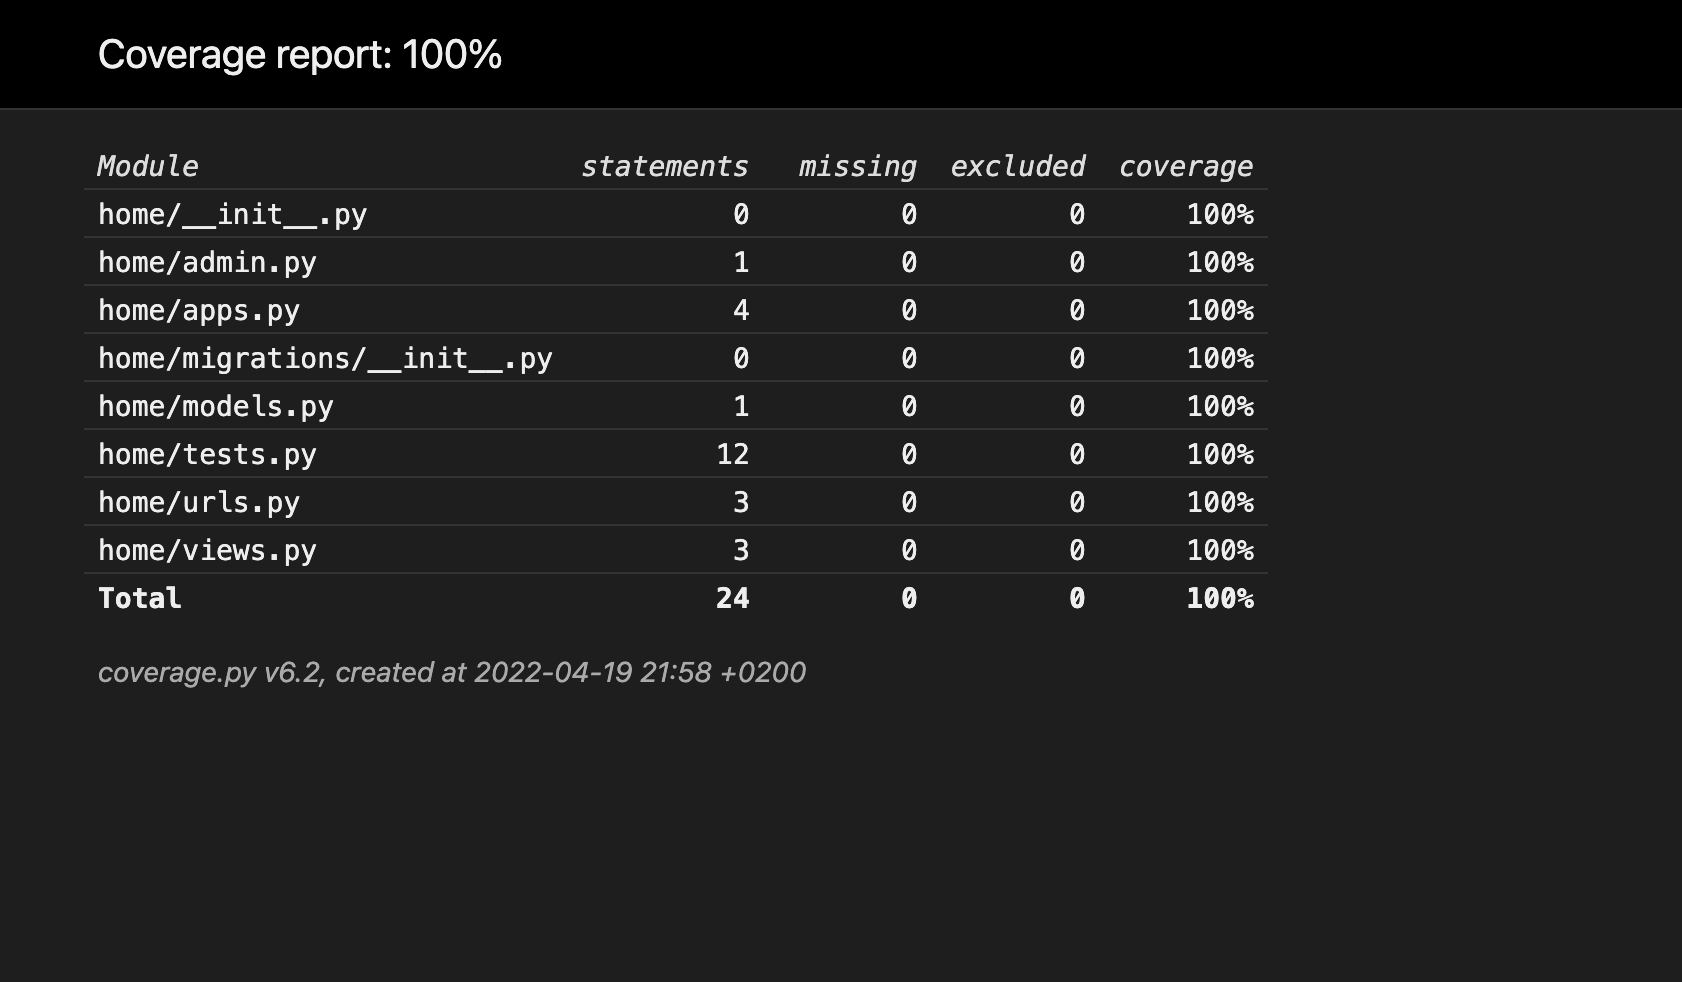 Coverage report: 100%
Module statements missing excluded coverage
home/__init__.py 0 0 0 100%
home/admin.py 1 0 0 100%
home/apps.py 4 0 0 100%
home/migrations/__init__.py 0 0 0 100%
home/models.py 1 0 0 100%
home/tests.py 12 0 0 100%
home/urls.py 3 0 0 100%
home/views.py 3 0 0 100%
Total 24 0 0 100%
coverage.py v6.2, created at 2022-04-19 21:58 +0200